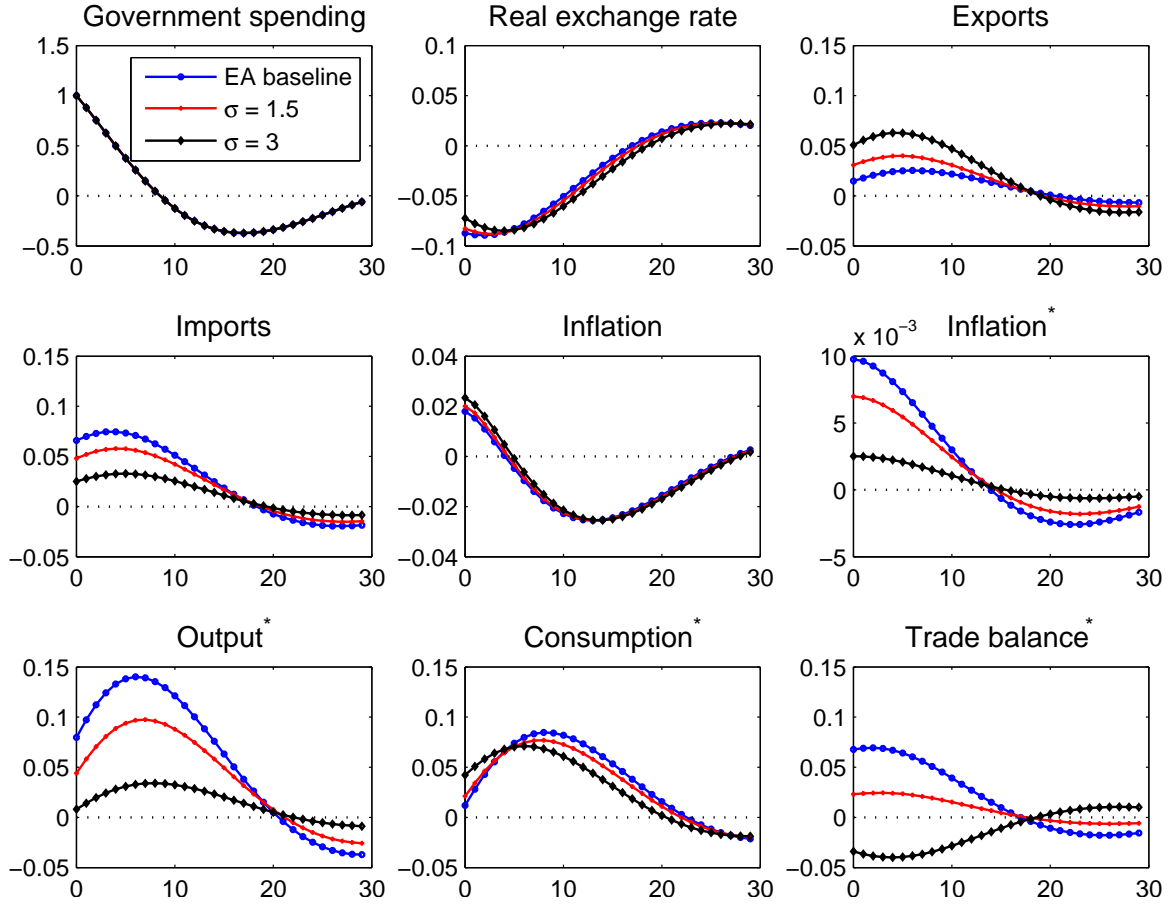 Government spending
1.5
1
0.5
0
−0.5
0 10 20 30
EA baseline
σ = 1.5
σ = 3
Real exchange rate
0.1
0.05
0
−0.05
−0.1
0 10 20 30
Exports
0.15
0.1
0.05
0
−0.05
0 10 20 30
Imports
0.15
0.1
0.05
0
−0.05
0 10 20 30
Inflation
0.04
0.02
0
−0.02
−0.04
0 10 20 30
x 10⁻³ Inflation*
10
5
0
−5
0 10 20 30
Output*
0.15
0.1
0.05
0
−0.05
0 10 20 30
Consumption*
0.15
0.1
0.05
0
−0.05
0 10 20 30
Trade balance*
0.15
0.1
0.05
0
−0.05
0 10 20 30